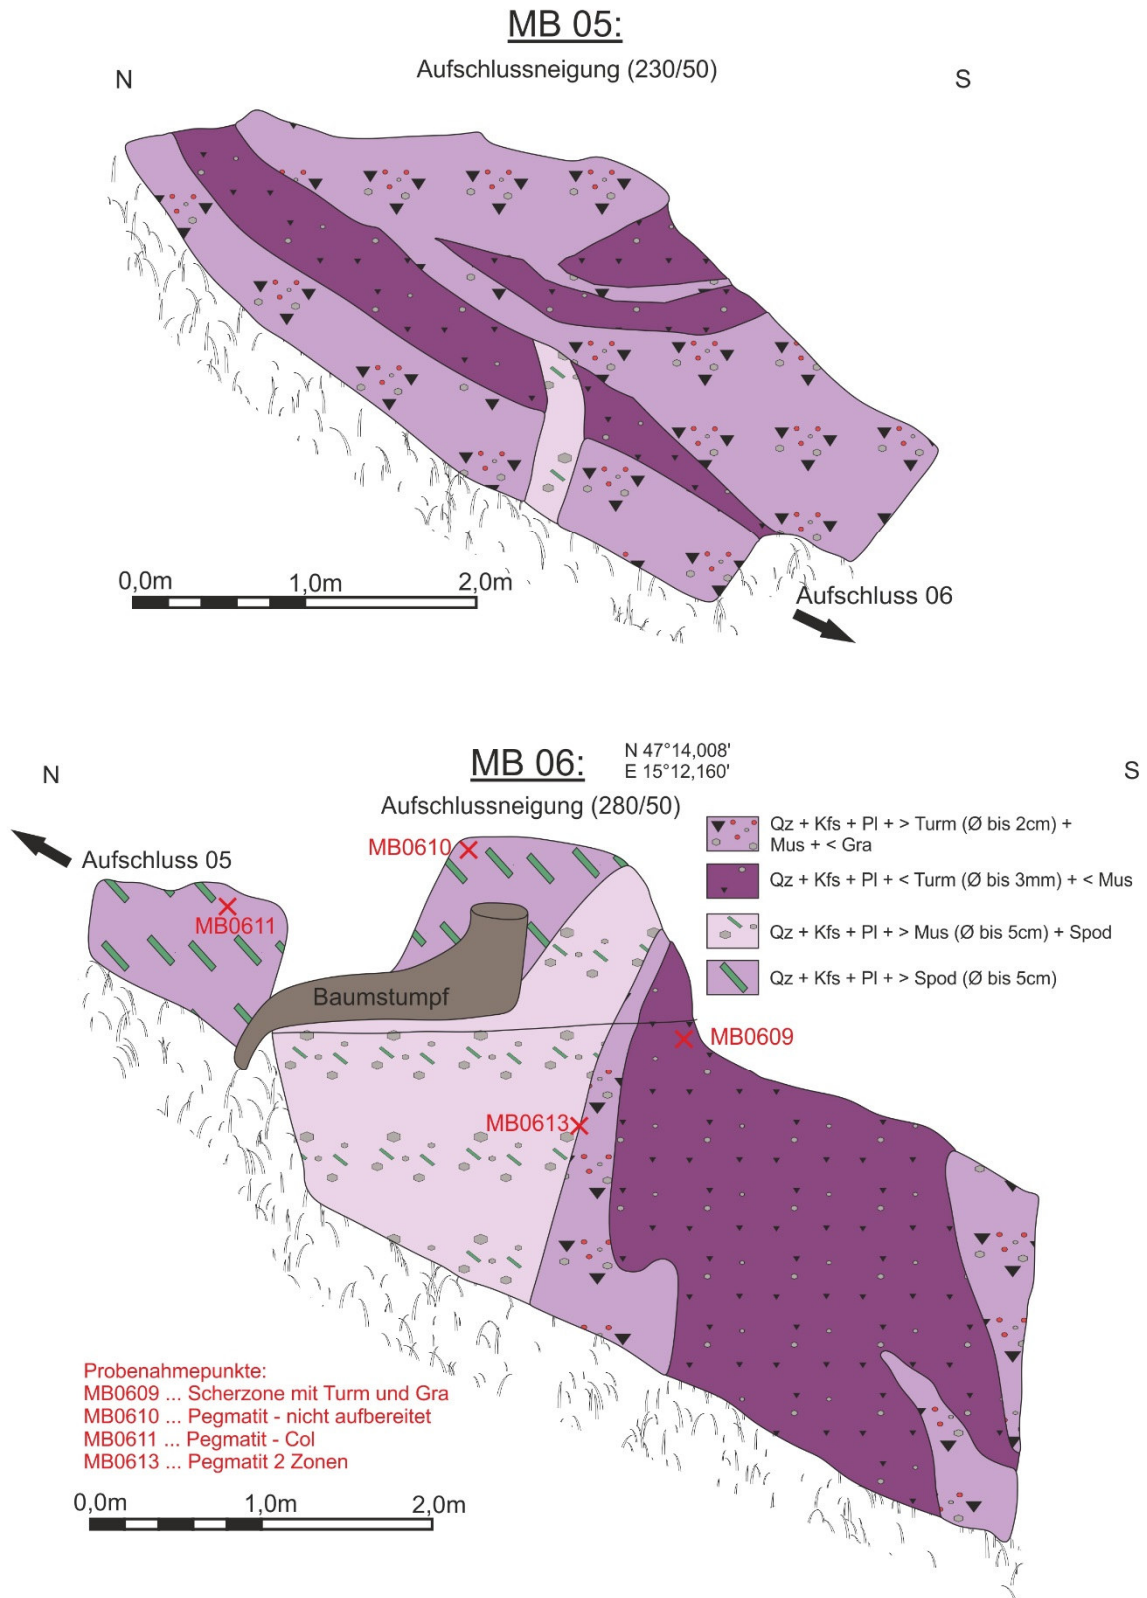 MB 05:
Aufschlussneigung (230/50)
N
S
0,0m 1,0m 2,0m
Aufschluss 06
MB 06:
N 47°14,008'
E 15°12,160'
N
S
Aufschlussneigung (280/50)
Aufschluss 05
MB0610
MB0611
Baumstumpf
MB0609
MB0613
Qz + Kfs + Pl + > Turm (Ø bis 2cm) +
Mus + < Gra
Qz + Kfs + Pl + < Turm (Ø bis 3mm) + < Mus
Qz + Kfs + Pl + > Mus (Ø bis 5cm) + Spod
Qz + Kfs + Pl + > Spod (Ø bis 5cm)
Probenahmepunkte:
MB0609 ... Scherzone mit Turm und Gra
MB0610 ... Pegmatit - nicht aufbereitet
MB0611 ... Pegmatit - Col
MB0613 ... Pegmatit 2 Zonen
0,0m 1,0m 2,0m